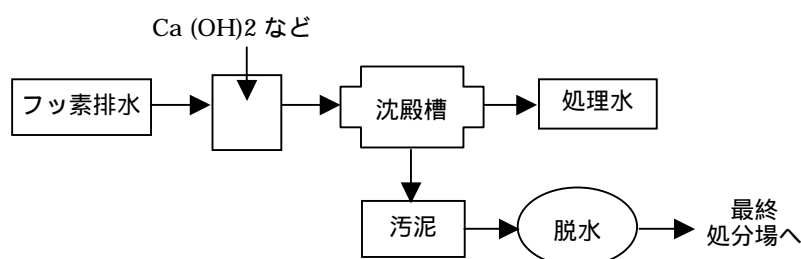 Ca (OH)2 など
フッ素排水
沈殿槽
処理水
汚泥
脱水
最終
処分場へ